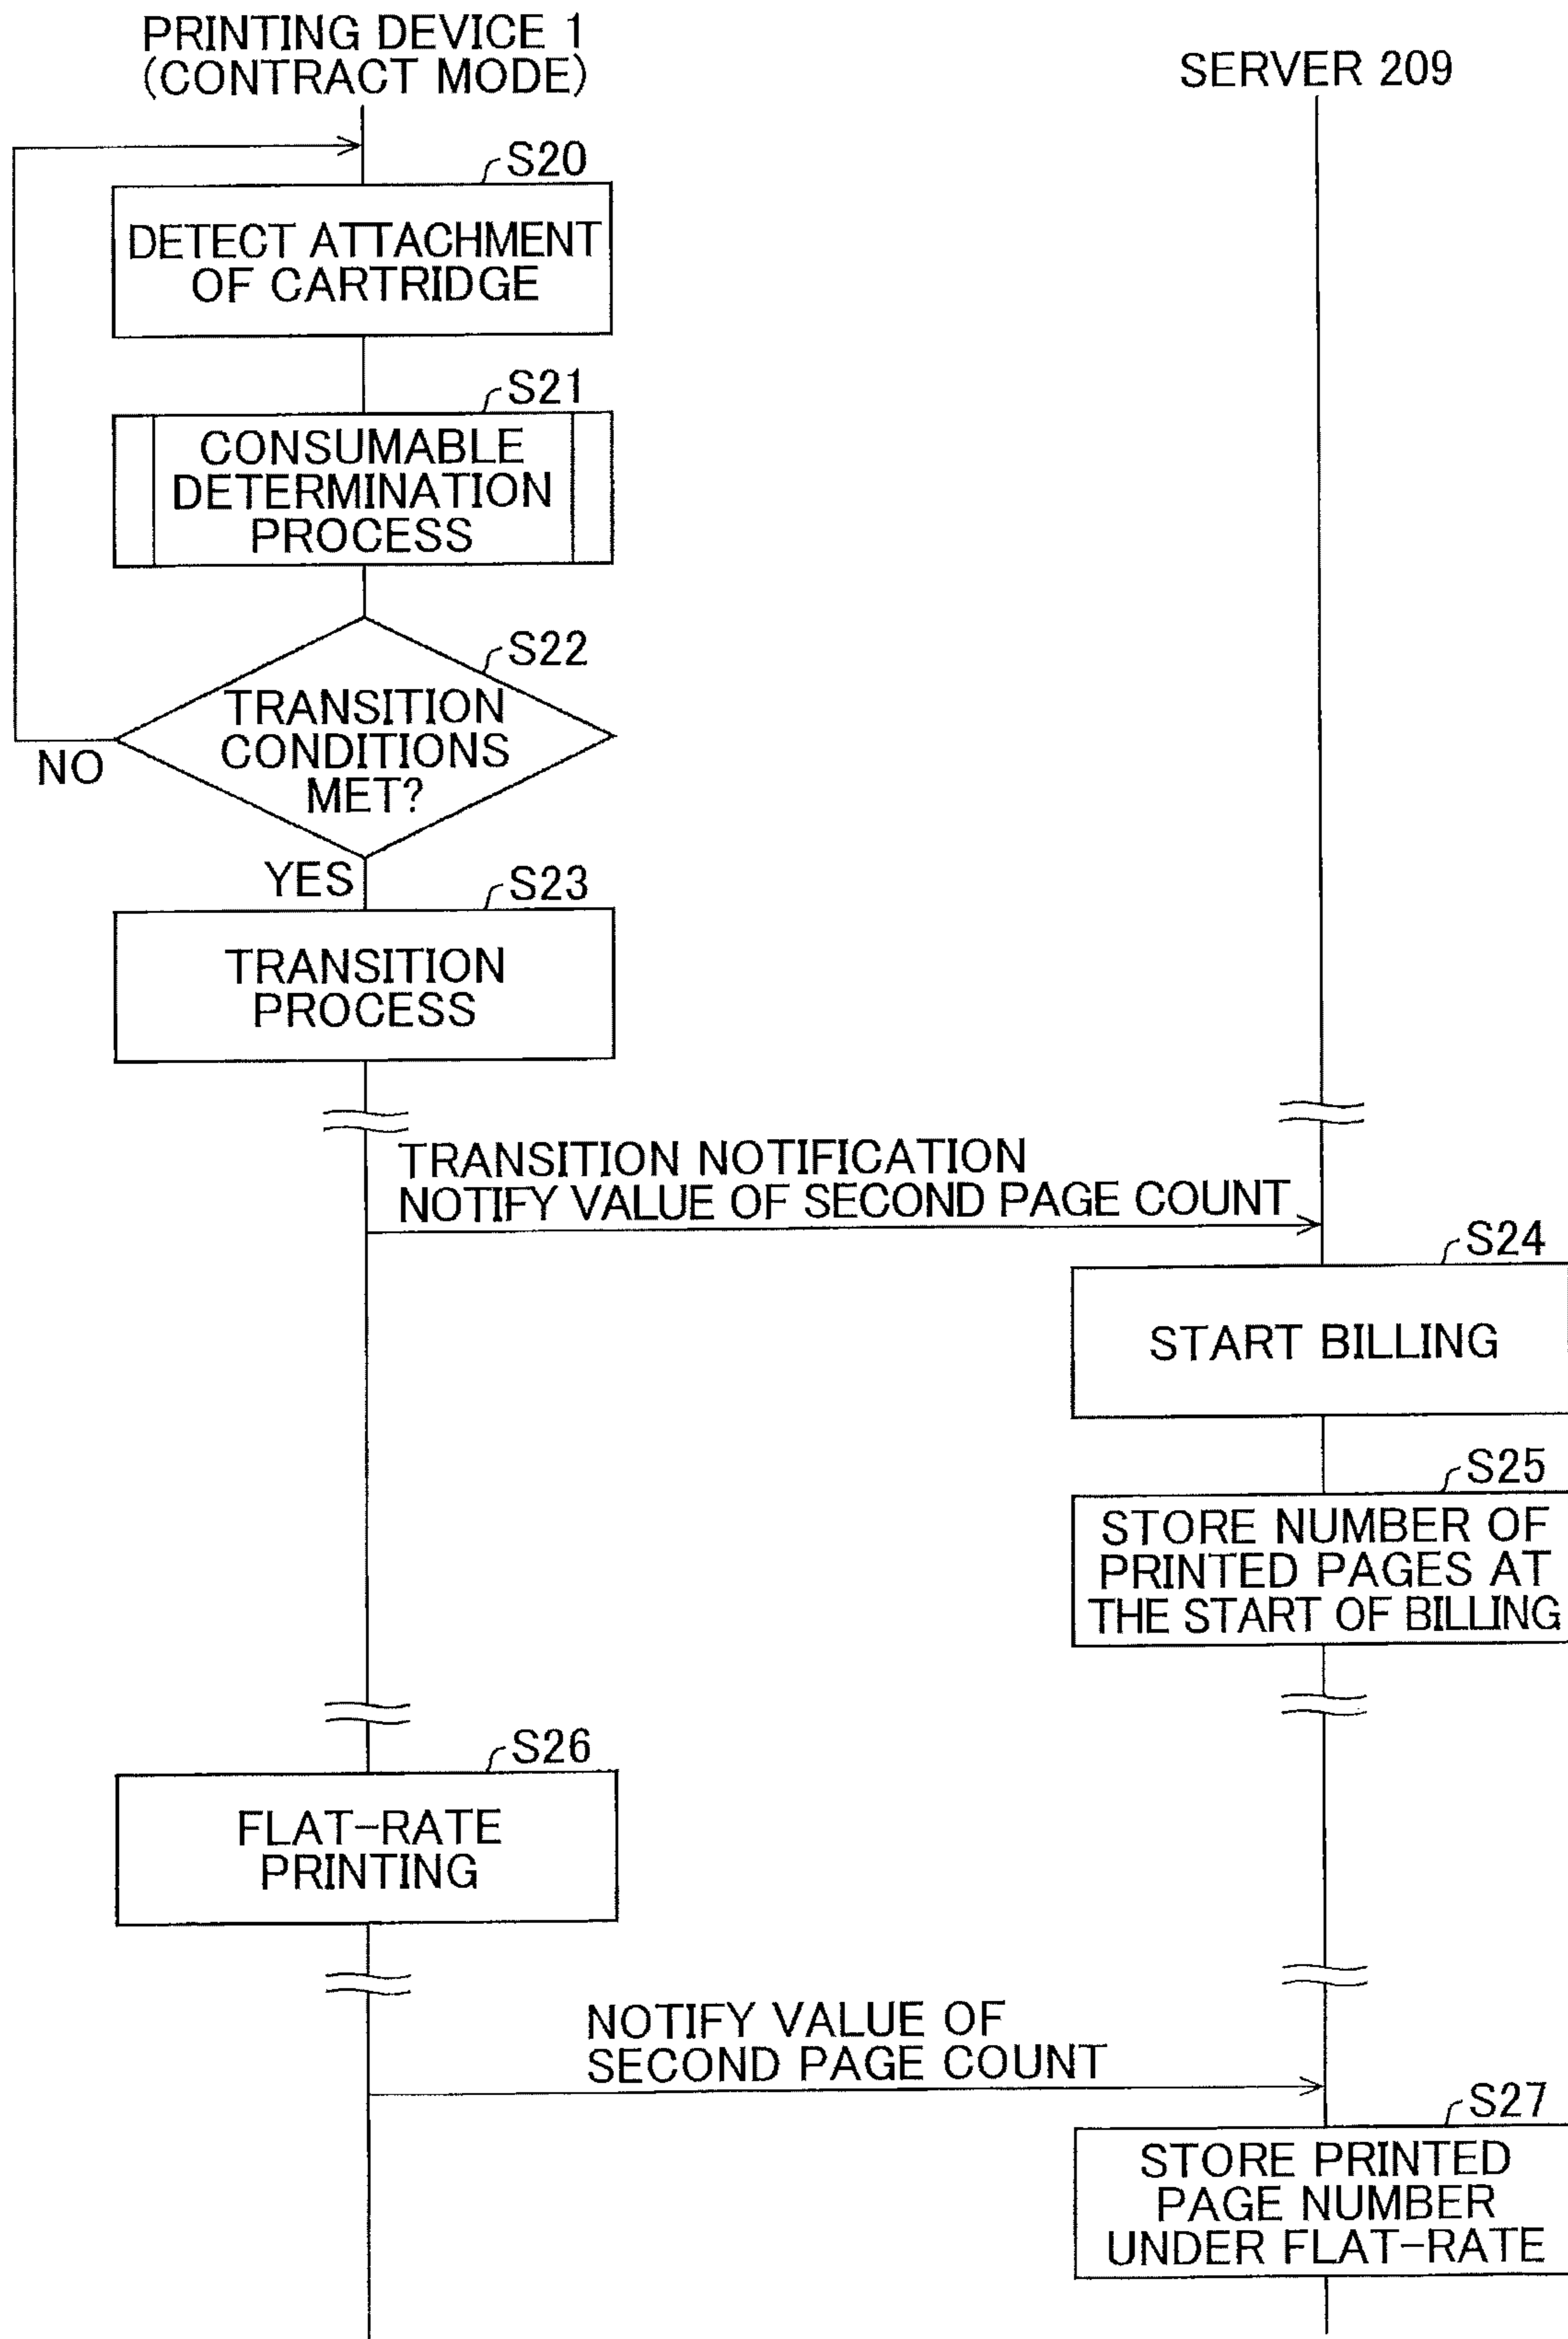 PRINTING DEVICE 1
(CONTRACT MODE)
SERVER 209
S20
DETECT ATTACHMENT
OF CARTRIDGE
S21
CONSUMABLE
DETERMINATION
PROCESS
S22
TRANSITION
CONDITIONS
MET?
NO
YES
S23
TRANSITION
PROCESS
TRANSITION NOTIFICATION
NOTIFY VALUE OF SECOND PAGE COUNT
S24
START BILLING
S25
STORE NUMBER OF
PRINTED PAGES AT
THE START OF BILLING
S26
FLAT-RATE
PRINTING
NOTIFY VALUE OF
SECOND PAGE COUNT
S27
STORE PRINTED
PAGE NUMBER
UNDER FLAT-RATE